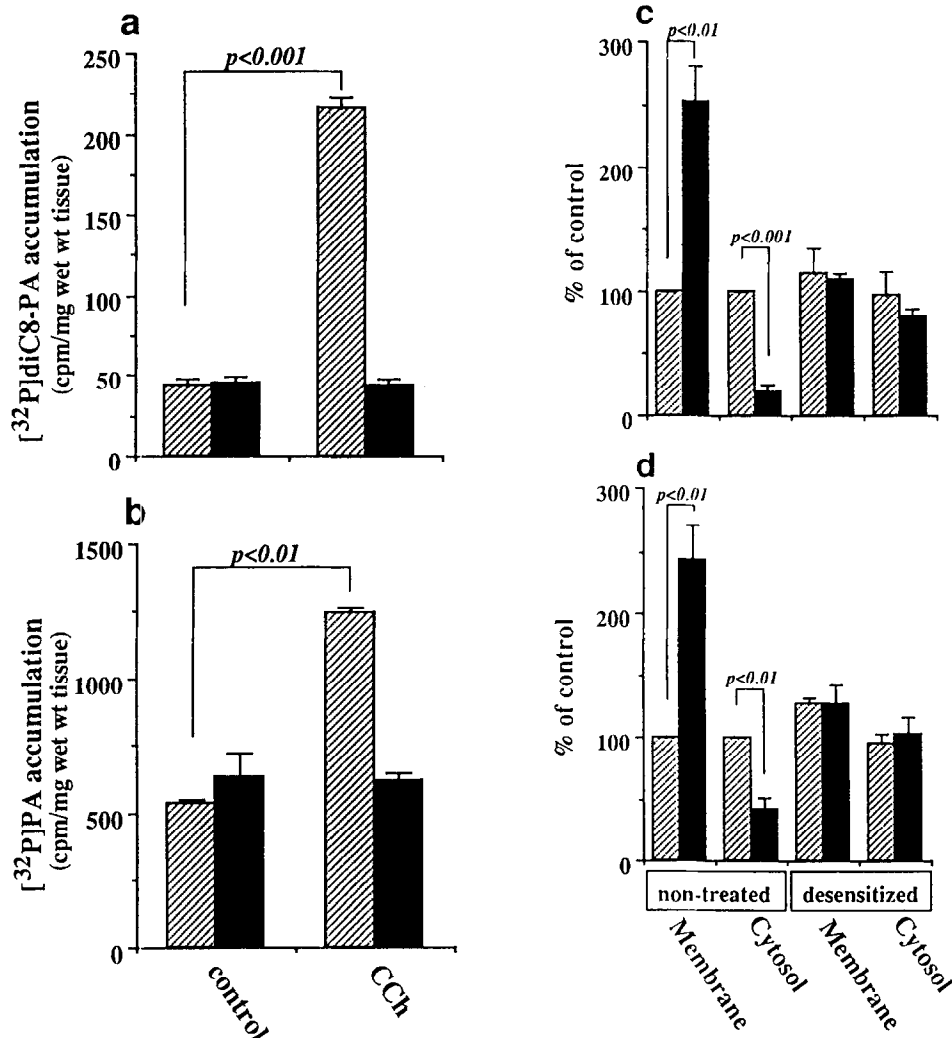 a
p<0.001
[32P]diC8-PA accumulation
(cpm/mg wet wt tissue)
250
200
150
100
50
0
b
p<0.01
[32P]PA accumulation
(cpm/mg wet wt tissue)
1500
1000
500
0
control
CCh
c
p<0.01
p<0.001
% of control
300
200
100
0
d
p<0.01
p<0.01
% of control
300
200
100
0
non-treated
desensitized
Membrane
Cytosol
Membrane
Cytosol